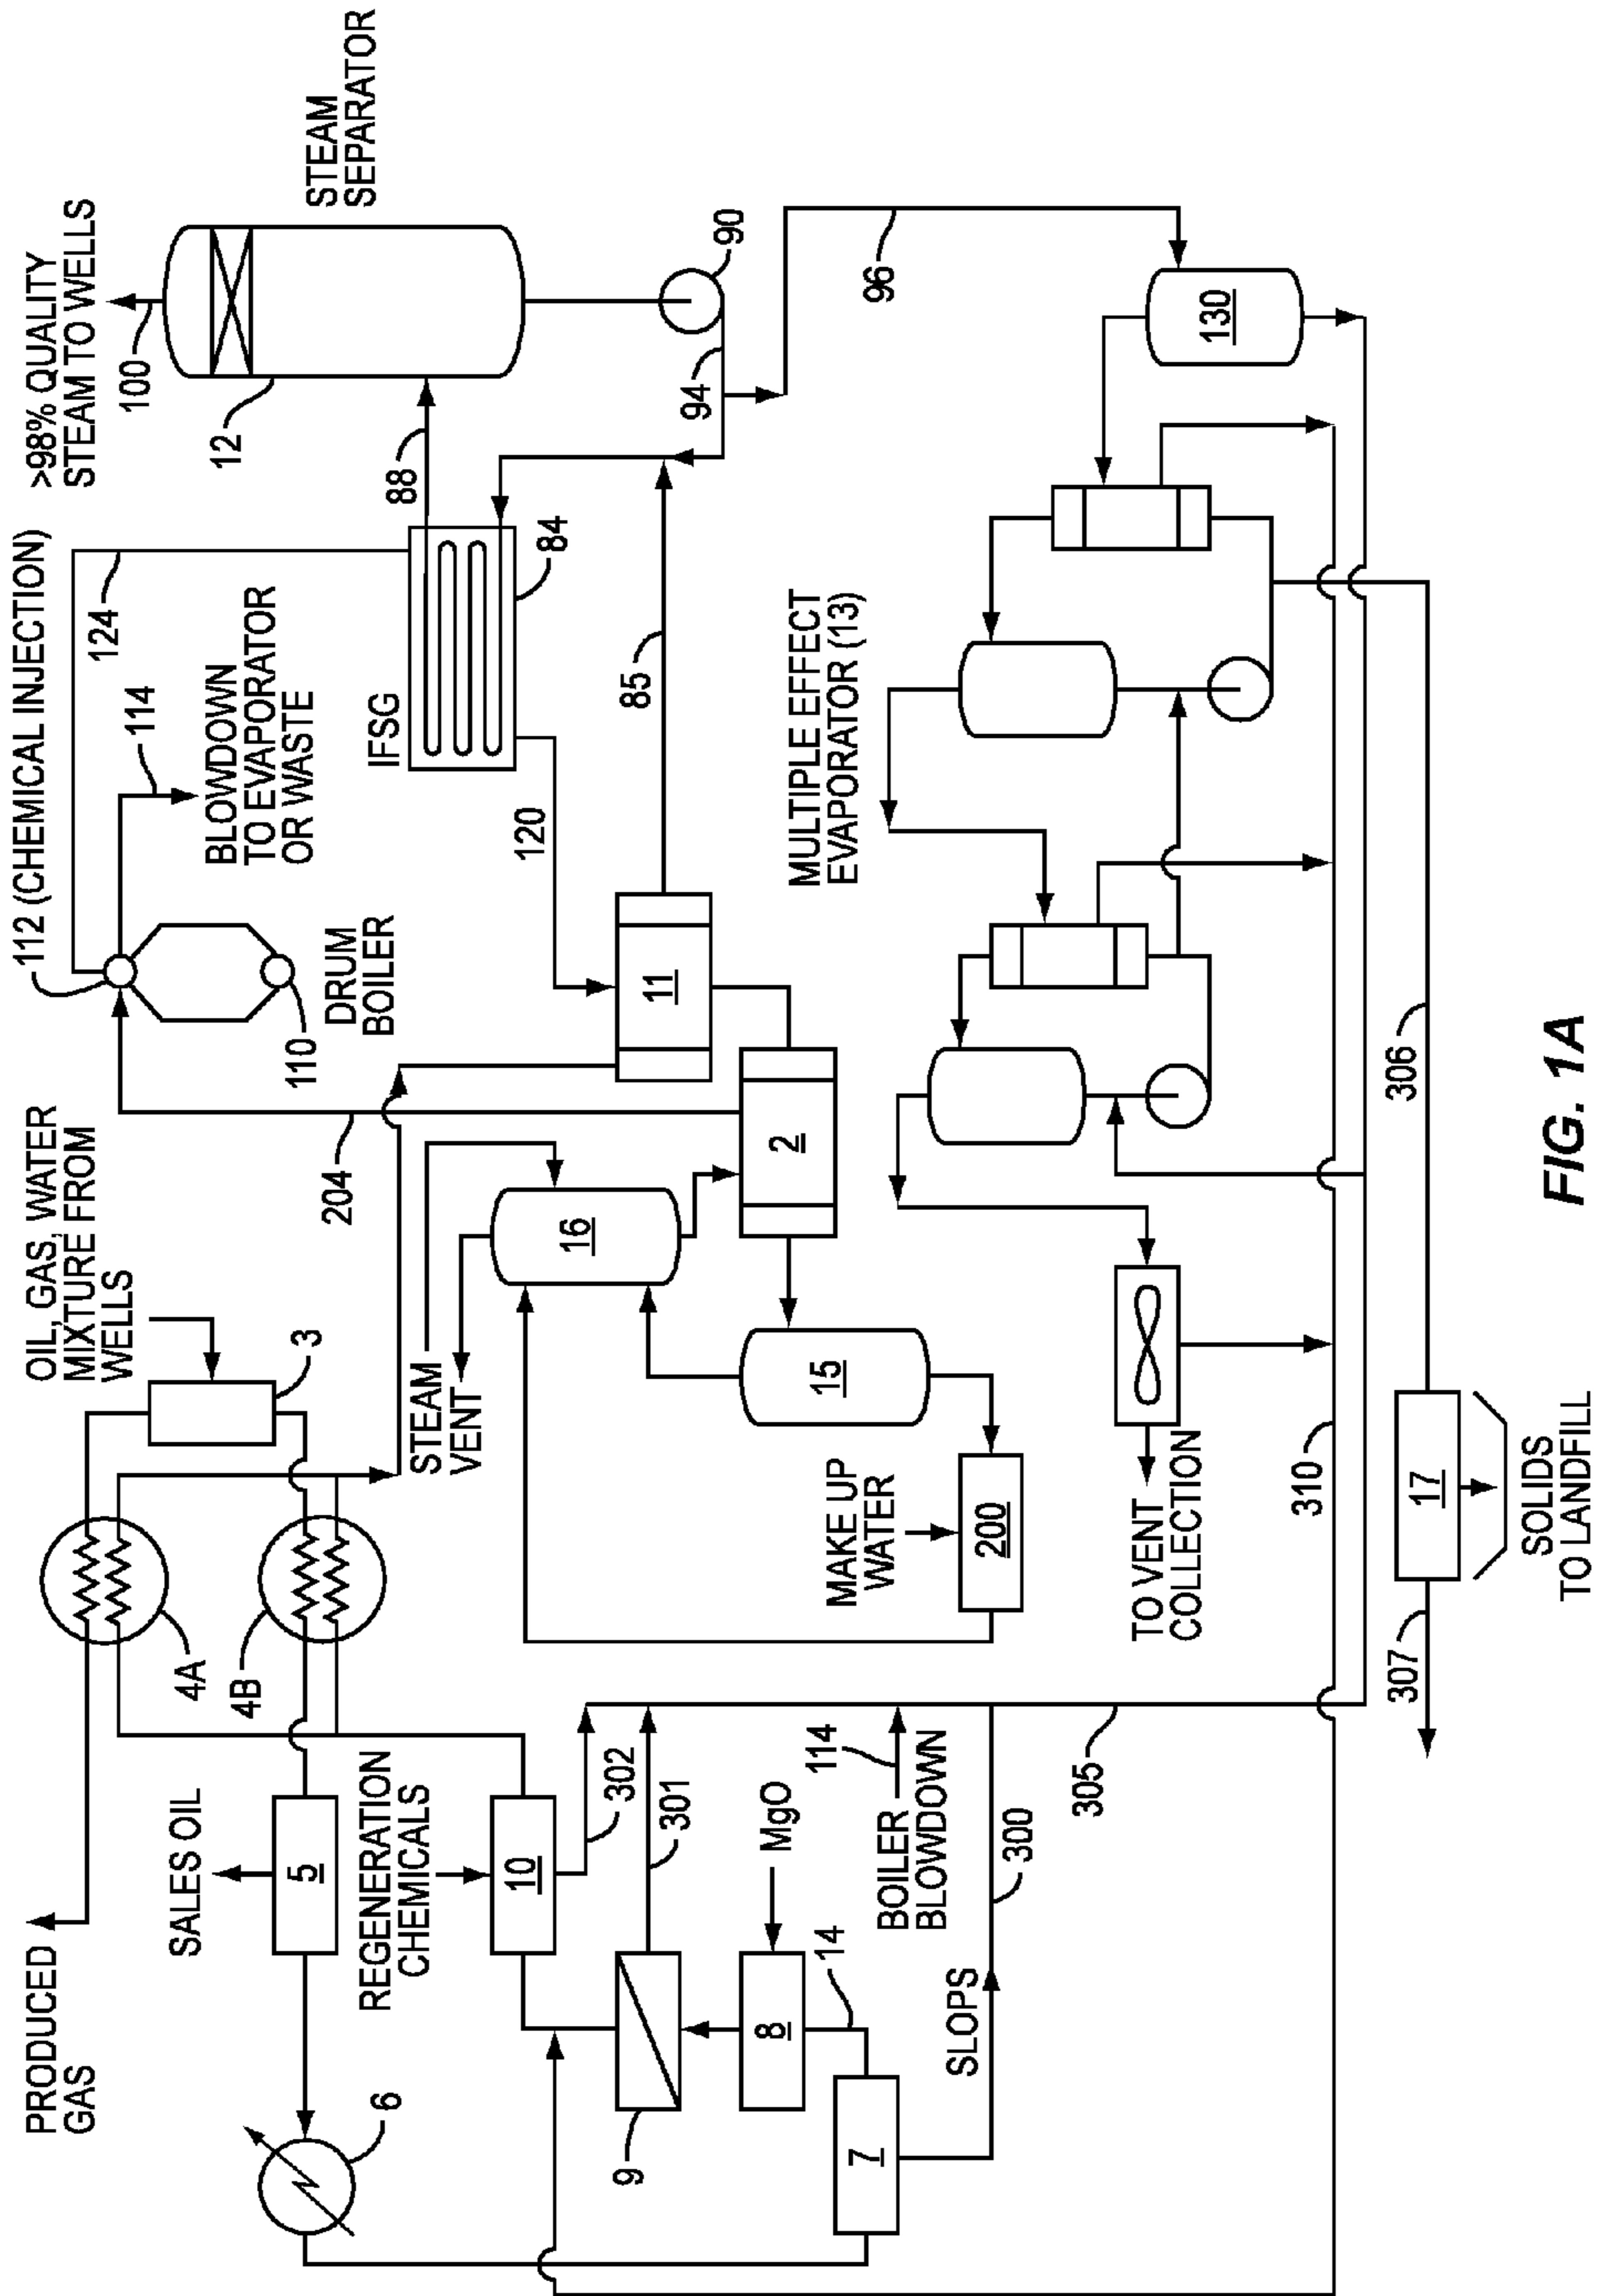 PRODUCED
GAS
SALES OIL
4A
4B
5
6
OIL, GAS, WATER
MIXTURE FROM
WELLS
3
112 (CHEMICAL INJECTION)
124
114
BLOWDOWN
TO EVAPORATOR
OR WASTE
DRUM
BOILER
110
204
>98% QUALITY
STEAM TO WELLS
100
12
STEAM
SEPARATOR
IFSG
84
88
90
94
85
120
11
96
REGENERATION
CHEMICALS
10
302
301
9
MgO
8
14
7
BOILER
BLOWDOWN
114
SLOPS
300
305
STEAM
VENT
16
2
15
MAKE UP
WATER
200
MULTIPLE EFFECT
EVAPORATOR (13)
130
TO VENT
COLLECTION
310
307
17
306
SOLIDS
TO LANDFILL
FIG. 1A